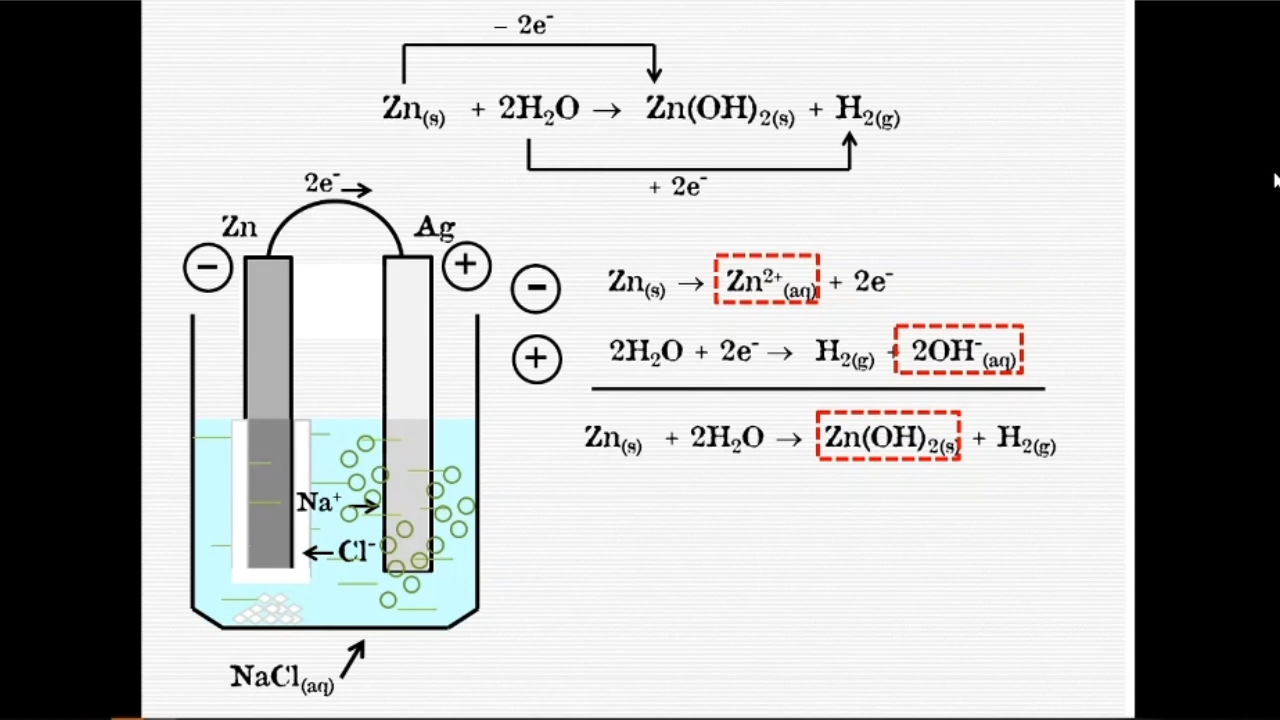 – 2e⁻
Zn(s) + 2H₂O → Zn(OH)₂(s) + H₂(g)
+ 2e⁻
2e⁻→
Zn Ag
− +
− Zn(s) → Zn²⁺(aq) + 2e⁻
+ 2H₂O + 2e⁻ → H₂(g) + 2OH⁻(aq)
Zn(s) + 2H₂O → Zn(OH)₂(s) + H₂(g)
Na⁺ →
← Cl⁻
NaCl(aq)